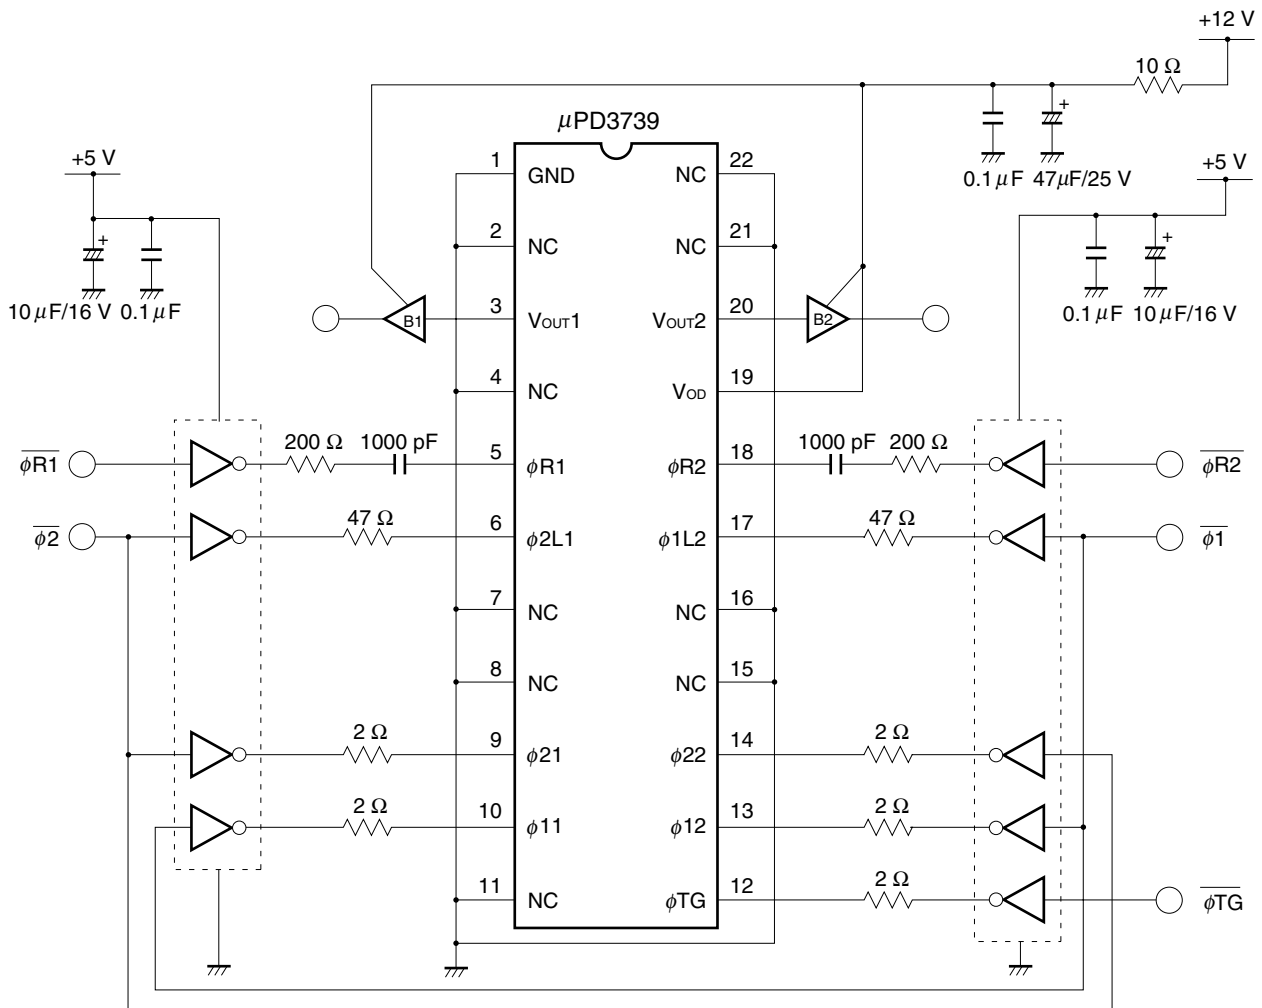 +12 V
10 Ω
μPD3739
+
0.1 μF 47μF/25 V
+5 V
+
10 μF/16 V 0.1 μF
+5 V
+
0.1 μF 10 μF/16 V
1 GND NC 22
2 NC NC 21
B1 3 VOUT1 VOUT2 20 B2
4 NC VOD 19
φR1 200 Ω 1000 pF 5 φR1 φR2 18 1000 pF 200 Ω φR2
φ2 47 Ω 6 φ2L1 φ1L2 17 47 Ω φ1
7 NC NC 16
8 NC NC 15
2 Ω 9 φ21 φ22 14 2 Ω
2 Ω 10 φ11 φ12 13 2 Ω
11 NC φTG 12 2 Ω φTG